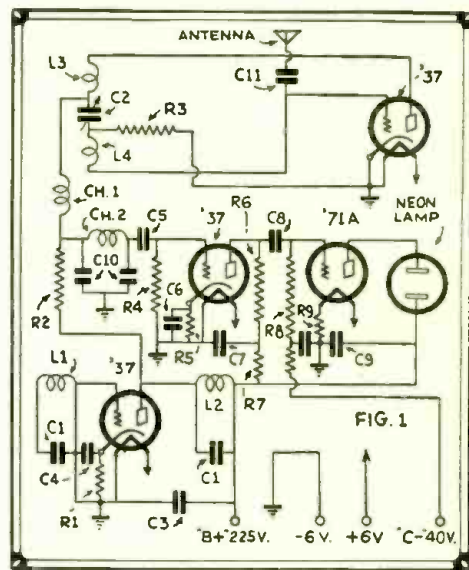 ANTENNA
L3
C11
'37
C2
R3
L4
CH.1
R6
NEON
LAMP
CH.2
C5
'37
C8
'71A
C10
R2
R4
C6
R9
R8
R5
C7
C9
L1
'37
L2
R7
FIG. 1
C1
C4
C1
R1
C3
"B+"225V.
-6V.
+6V
"C-"40V.